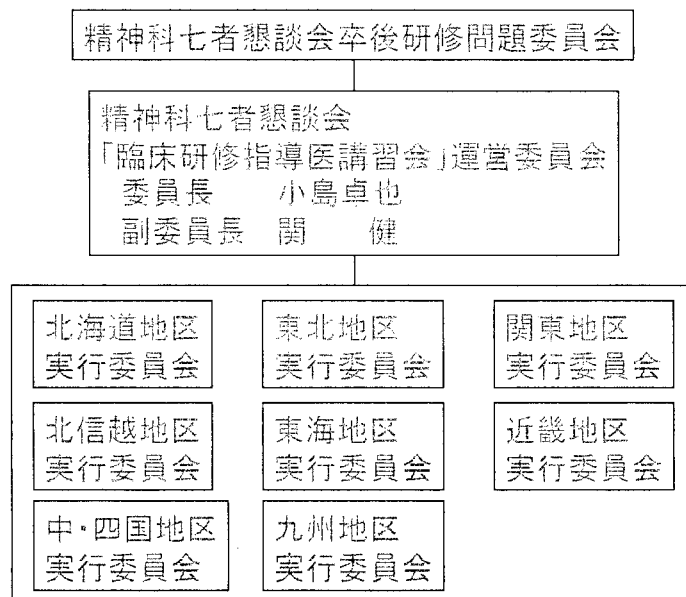 精神科七者懇談会卒後研修問題委員会
精神科七者懇談会
「臨床研修指導医講習会」運営委員会
委員長　小島卓也
副委員長　関　健
北海道地区
実行委員会
東北地区
実行委員会
関東地区
実行委員会
北信越地区
実行委員会
東海地区
実行委員会
近畿地区
実行委員会
中・四国地区
実行委員会
九州地区
実行委員会